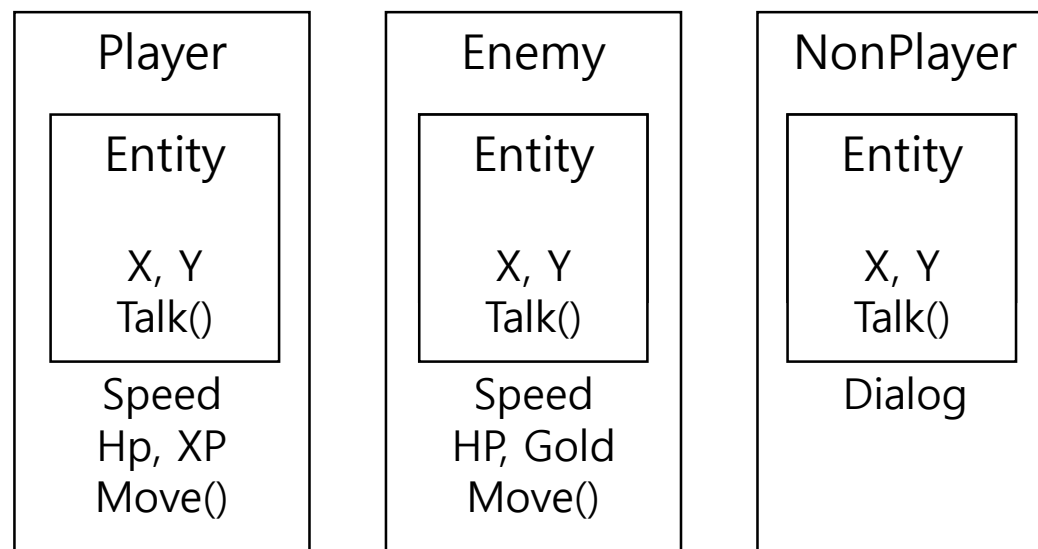 Player
Entity
X, Y
Talk()
Speed
Hp, XP
Move()
Enemy
Entity
X, Y
Talk()
Speed
HP, Gold
Move()
NonPlayer
Entity
X, Y
Talk()
Dialog